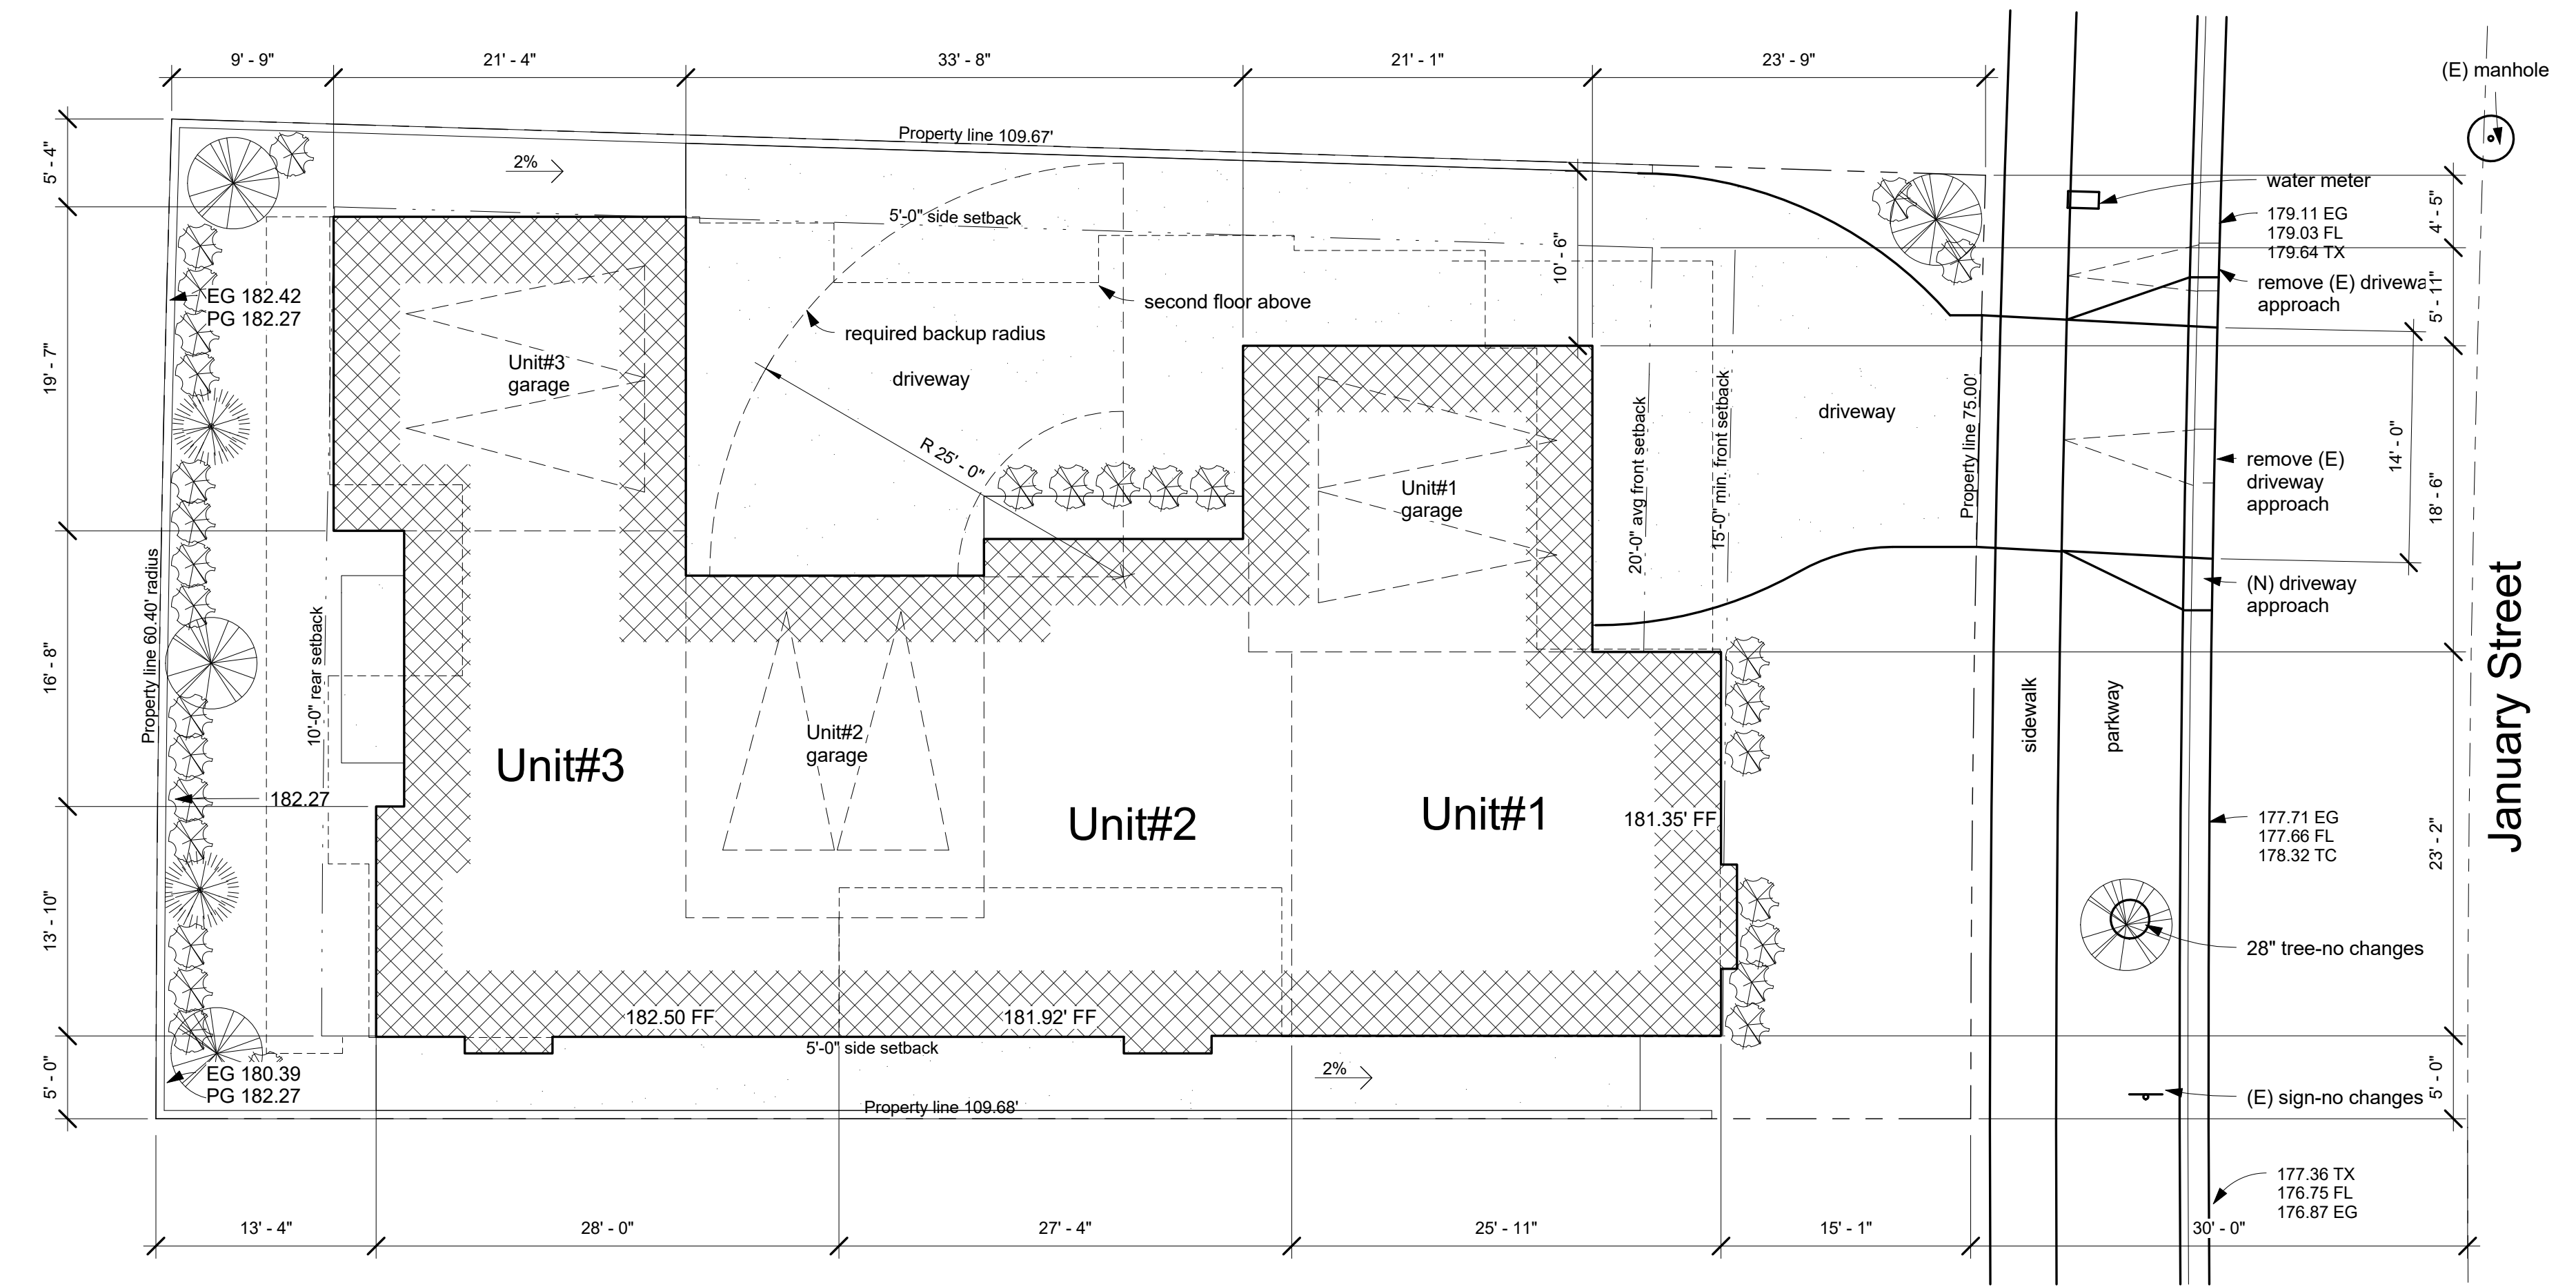 9' - 9"
21' - 4"
33' - 8"
21' - 1"
23' - 9"
(E) manhole
Property line 109.67'
2%
5' - 4"
5'-0" side setback
water meter
179.11 EG
179.03 FL
179.64 TX
4' - 5"
remove (E) drivewa
approach
5' - 11"
10' - 6"
EG 182.42
PG 182.27
second floor above
required backup radius
Unit#3
garage
driveway
19' - 7"
R 25' - 0"
Unit#1
garage
20'-0" avg front setback
15'-0" min. front setback
driveway
Property line 75.00'
14' - 0"
remove (E)
driveway
approach
18' - 6"
(N) driveway
approach
Property line 60.40' radius
10'-0" rear setback
16' - 8"
Unit#2
garage
Unit#3
Unit#2
Unit#1
181.35' FF
182.27
sidewalk
parkway
January Street
177.71 EG
177.66 FL
178.32 TC
23' - 2"
13' - 10"
28" tree-no changes
182.50 FF
181.92' FF
5'-0" side setback
2%
EG 180.39
PG 182.27
5' - 0"
Property line 109.68'
(E) sign-no changes
5' - 0"
177.36 TX
176.75 FL
176.87 EG
13' - 4"
28' - 0"
27' - 4"
25' - 11"
15' - 1"
30' - 0"